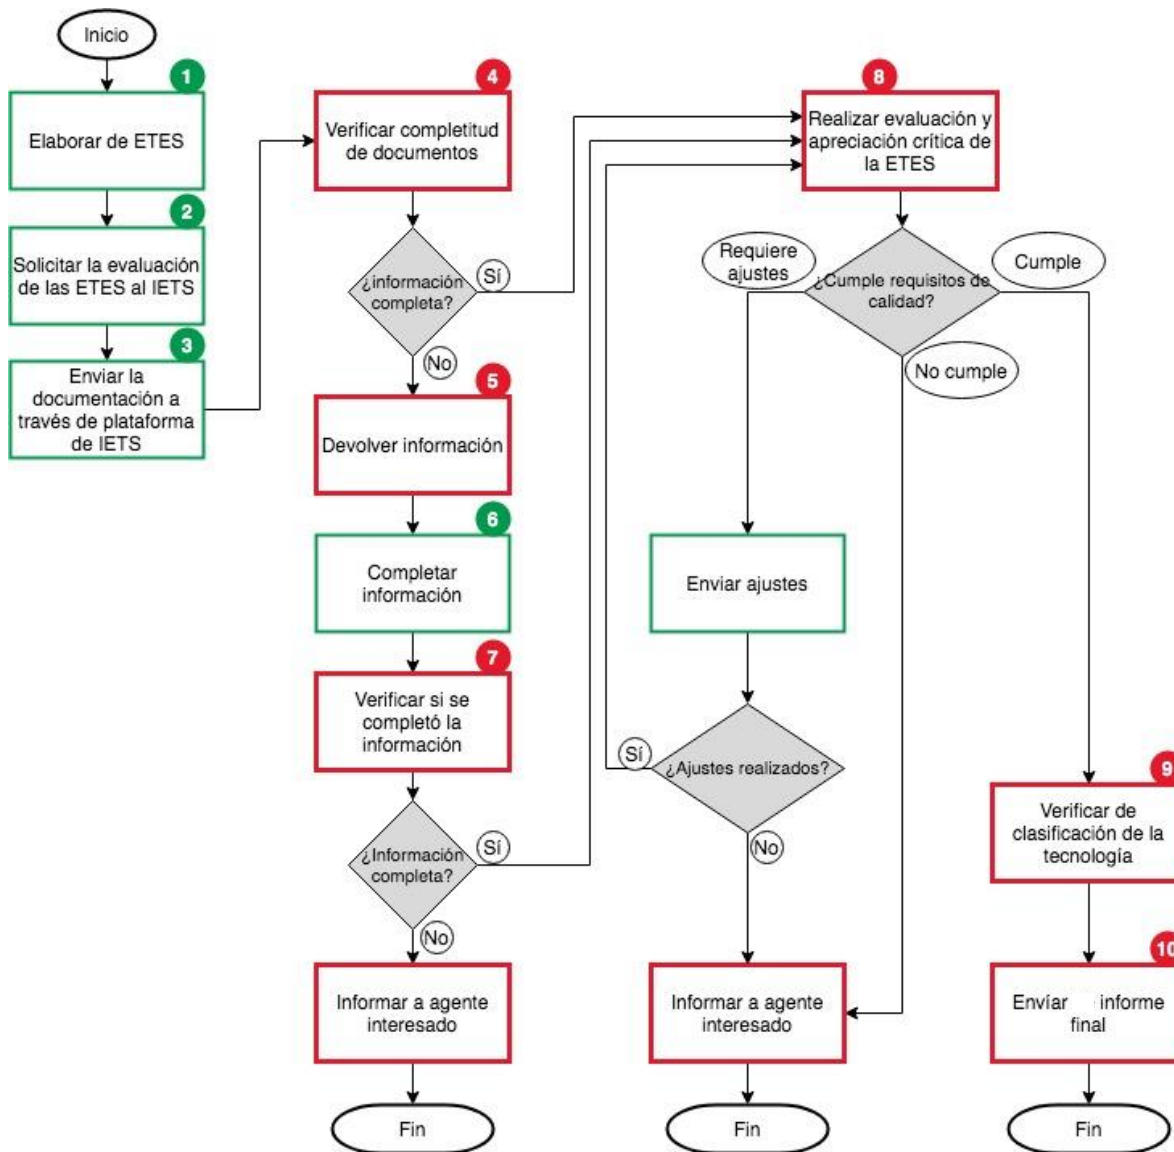 Inicio
1
Elaborar de ETES
2
Solicitar la evaluación
de las ETES al IETS
3
Enviar la
documentación a
través de plataforma
de IETS
4
Verificar completitud
de documentos
¿información
completa?
Sí
No
5
Devolver información
6
Completar
información
7
Verificar si se
completó la
información
¿Información
completa?
Sí
No
Informar a agente
interesado
Fin
8
Realizar evaluación y
apreciación crítica de
la ETES
¿Cumple requisitos de
calidad?
Requiere
ajustes
Cumple
No cumple
Enviar ajustes
¿Ajustes realizados?
Sí
No
Informar a agente
interesado
Fin
9
Verificar de
clasificación de la
tecnología
10
Envíar informe
final
Fin